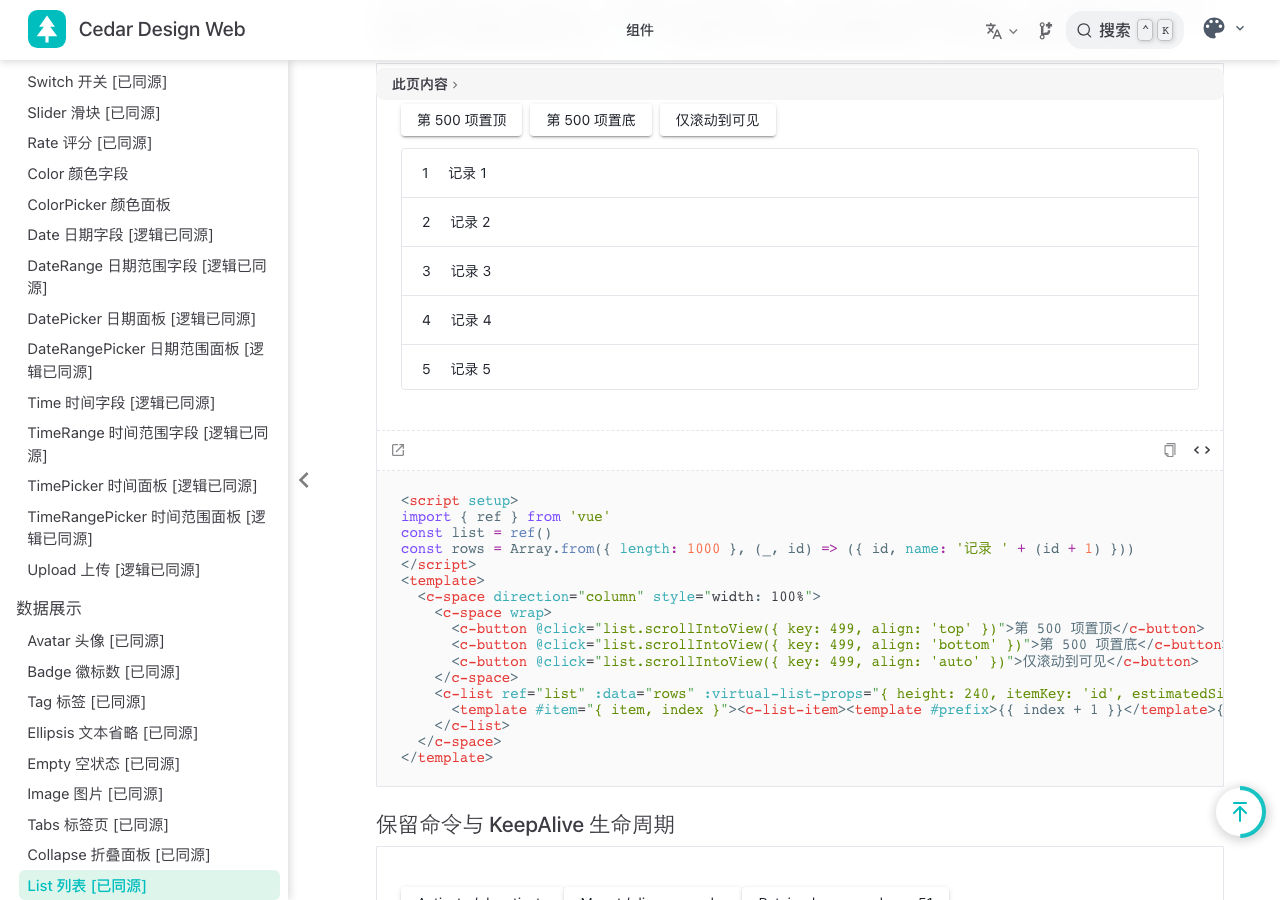 Cedar Design Web
组件
搜索 ^ K
Switch 开关 [已同源]
Slider 滑块 [已同源]
Rate 评分 [已同源]
Color 颜色字段
ColorPicker 颜色面板
Date 日期字段 [逻辑已同源]
DateRange 日期范围字段 [逻辑已同
源]
DatePicker 日期面板 [逻辑已同源]
DateRangePicker 日期范围面板 [逻
辑已同源]
Time 时间字段 [逻辑已同源]
TimeRange 时间范围字段 [逻辑已同
源]
TimePicker 时间面板 [逻辑已同源]
TimeRangePicker 时间范围面板 [逻
辑已同源]
Upload 上传 [逻辑已同源]
数据展示
Avatar 头像 [已同源]
Badge 徽标数 [已同源]
Tag 标签 [已同源]
Ellipsis 文本省略 [已同源]
Empty 空状态 [已同源]
Image 图片 [已同源]
Tabs 标签页 [已同源]
Collapse 折叠面板 [已同源]
List 列表 [已同源]
此页内容 ›
第 500 项置顶 第 500 项置底 仅滚动到可见
1 记录 1
2 记录 2
3 记录 3
4 记录 4
5 记录 5
<script setup>
import { ref } from 'vue'
const list = ref()
const rows = Array.from({ length: 1000 }, (_, id) => ({ id, name: '记录 ' + (id + 1) }))
</script>
<template>
  <c-space direction="column" style="width: 100%">
    <c-space wrap>
      <c-button @click="list.scrollIntoView({ key: 499, align: 'top' })">第 500 项置顶</c-button>
      <c-button @click="list.scrollIntoView({ key: 499, align: 'bottom' })">第 500 项置底</c-button>
      <c-button @click="list.scrollIntoView({ key: 499, align: 'auto' })">仅滚动到可见</c-button>
    </c-space>
    <c-list ref="list" :data="rows" :virtual-list-props="{ height: 240, itemKey: 'id', estimatedSi
      <template #item="{ item, index }"><c-list-item><template #prefix>{{ index + 1 }}</template>{
    </c-list>
  </c-space>
</template>
保留命令与 KeepAlive 生命周期